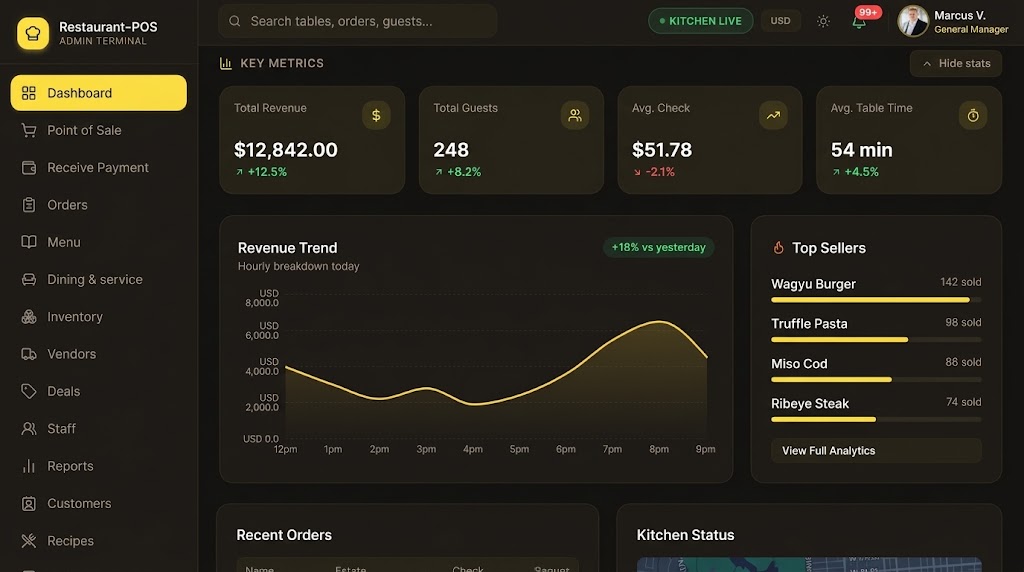 Restaurant-POS
ADMIN TERMINAL
Search tables, orders, guests...
KITCHEN LIVE
USD
99+
Marcus V.
General Manager
Dashboard
Point of Sale
Receive Payment
Orders
Menu
Dining & service
Inventory
Vendors
Deals
Staff
Reports
Customers
Recipes
KEY METRICS
Hide stats
Total Revenue
$12,842.00
+12.5%
Total Guests
248
+8.2%
Avg. Check
$51.78
-2.1%
Avg. Table Time
54 min
+4.5%
Revenue Trend
Hourly breakdown today
+18% vs yesterday
USD
8,000.0
USD
6,000.0
USD
4,000.0
USD
2,000.0
USD 0.0
12pm 1pm 2pm 3pm 4pm 5pm 6pm 7pm 8pm 9pm
Top Sellers
Wagyu Burger 142 sold
Truffle Pasta 98 sold
Miso Cod 86 sold
Ribeye Steak 74 sold
View Full Analytics
Recent Orders
Name Estate Check
Kitchen Status